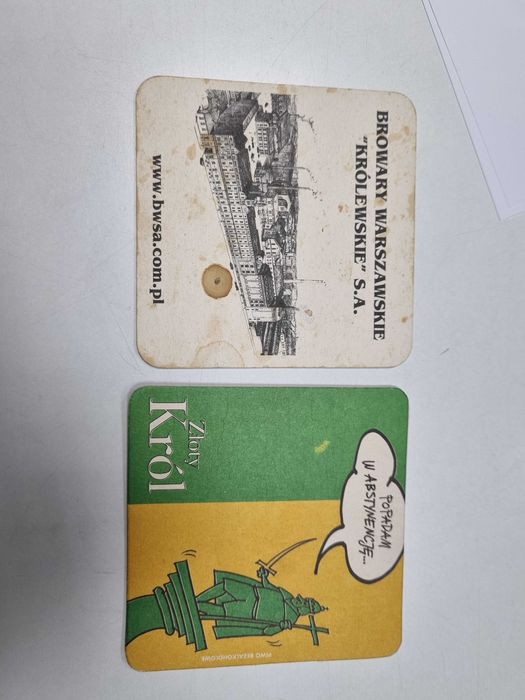 BROWARY WARSZAWSKIE
"KRÓLEWSKIE" S.A.
www.bwsa.com.pl
POPADAM
W ABSTYNENCJĘ...
Złoty
Król
PIWO BEZALKOHOLOWE